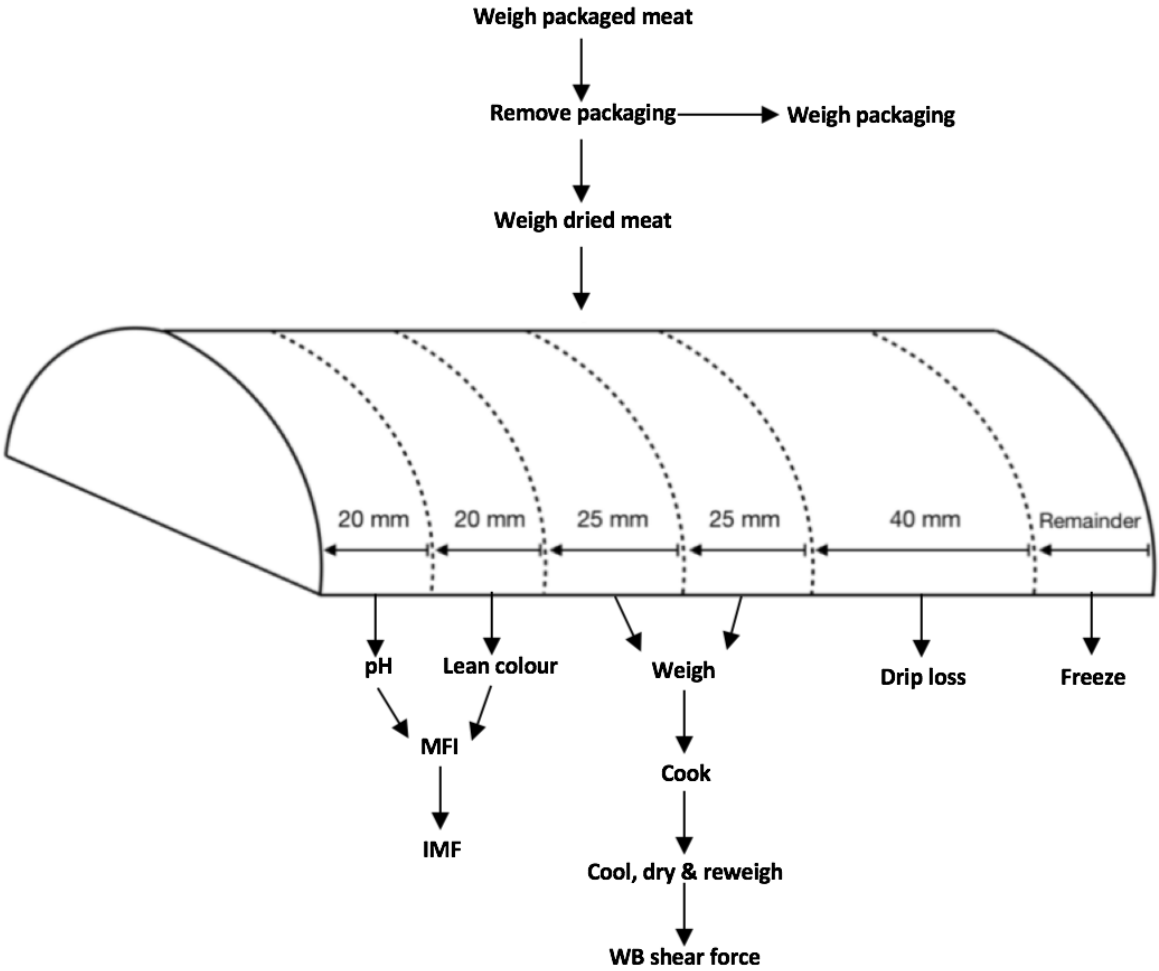 Weigh packaged meat
Remove packaging
Weigh packaging
Weigh dried meat
20 mm
20 mm
25 mm
25 mm
40 mm
Remainder
pH
Lean colour
Weigh
Drip loss
Freeze
MFI
Cook
IMF
Cool, dry & reweigh
WB shear force